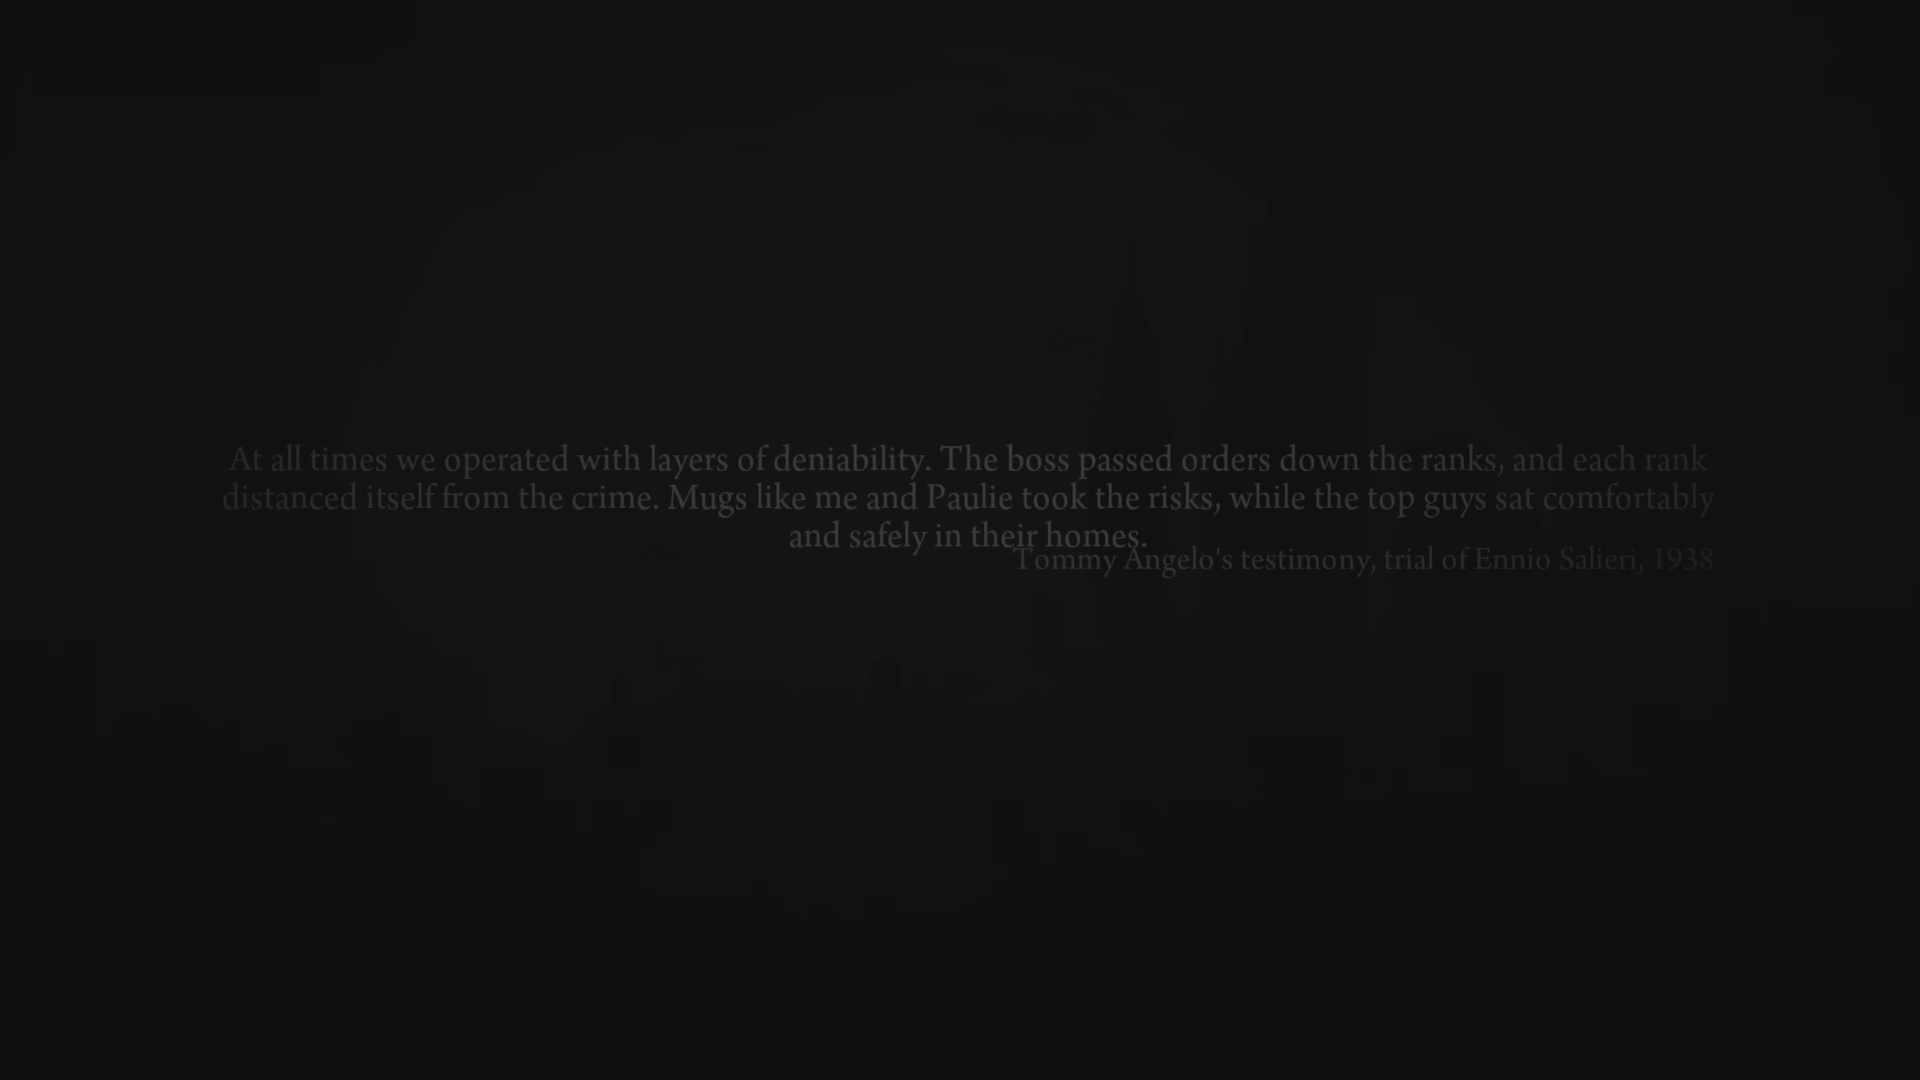 At all times we operated with layers of deniability. The boss passed orders down the ranks, and each rank
distanced itself from the crime. Mugs like me and Paulie took the risks, while the top guys sat comfortably
and safely in their homes.
Tommy Angelo's testimony, trial of Ennio Salieri, 1938